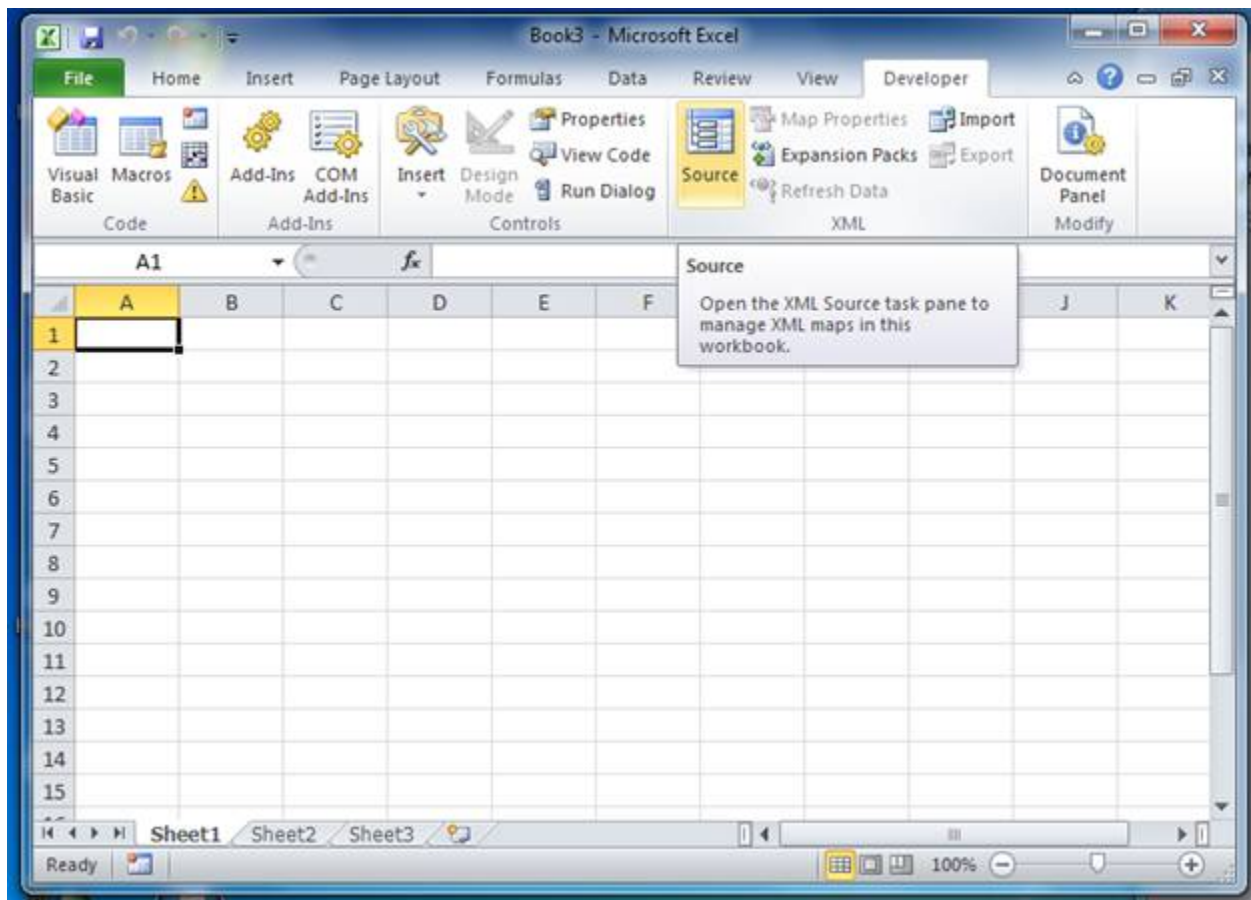 Book3 - Microsoft Excel
File Home Insert Page Layout Formulas Data Review View Developer
Visual Basic
Macros
Code
Add-Ins
COM Add-Ins
Add-Ins
Insert
Design Mode
Properties
View Code
Run Dialog
Controls
Source
Map Properties
Expansion Packs
Refresh Data
Import
Export
XML
Document Panel
Modify
A1 fx
Source
Open the XML Source task pane to
manage XML maps in this
workbook.
A B C D E F J K
1
2
3
4
5
6
7
8
9
10
11
12
13
14
15
Sheet1 Sheet2 Sheet3
Ready 100%